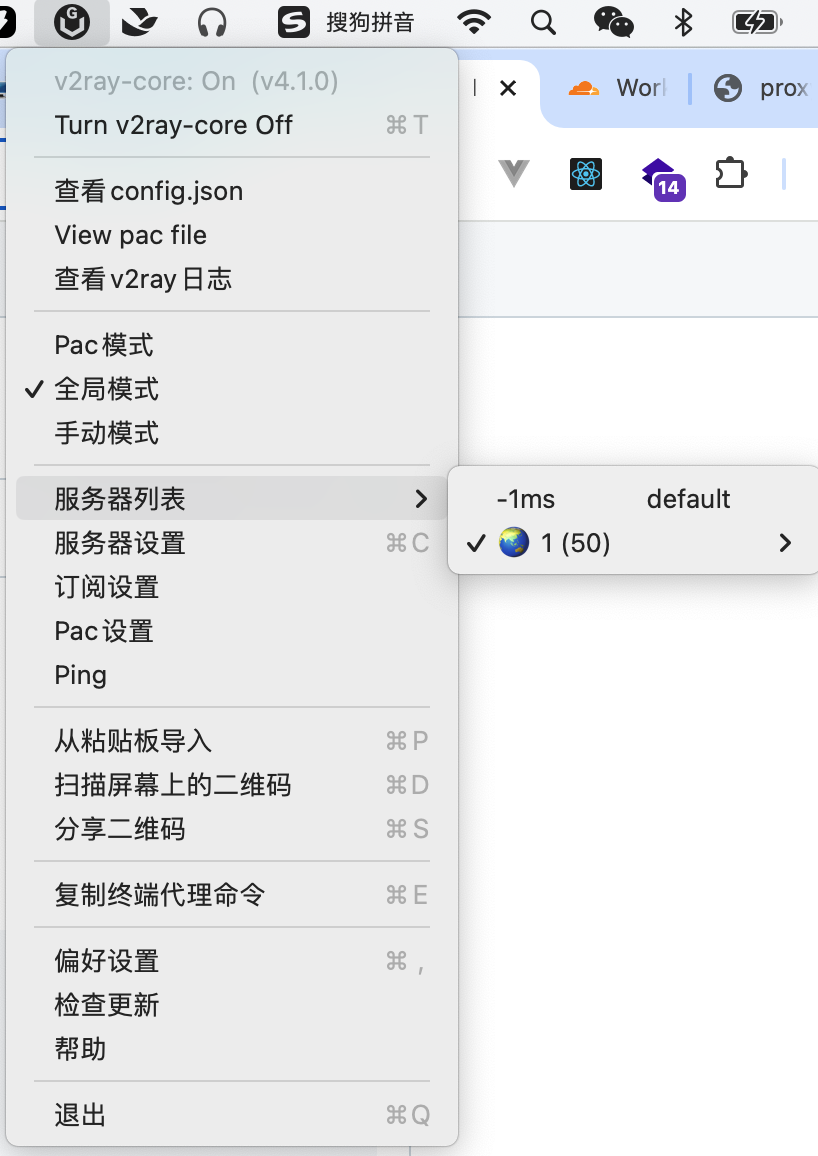 搜狗拼音
v2ray-core: On (v4.1.0)
Turn v2ray-core Off ⌘T
查看config.json
View pac file
查看v2ray日志
Pac模式
✓ 全局模式
手动模式
服务器列表
服务器设置 ⌘C
订阅设置
Pac设置
Ping
从粘贴板导入 ⌘P
扫描屏幕上的二维码 ⌘D
分享二维码 ⌘S
复制终端代理命令 ⌘E
偏好设置 ⌘,
检查更新
帮助
退出 ⌘Q
-1ms default
✓ 🌏 1 (50)
14